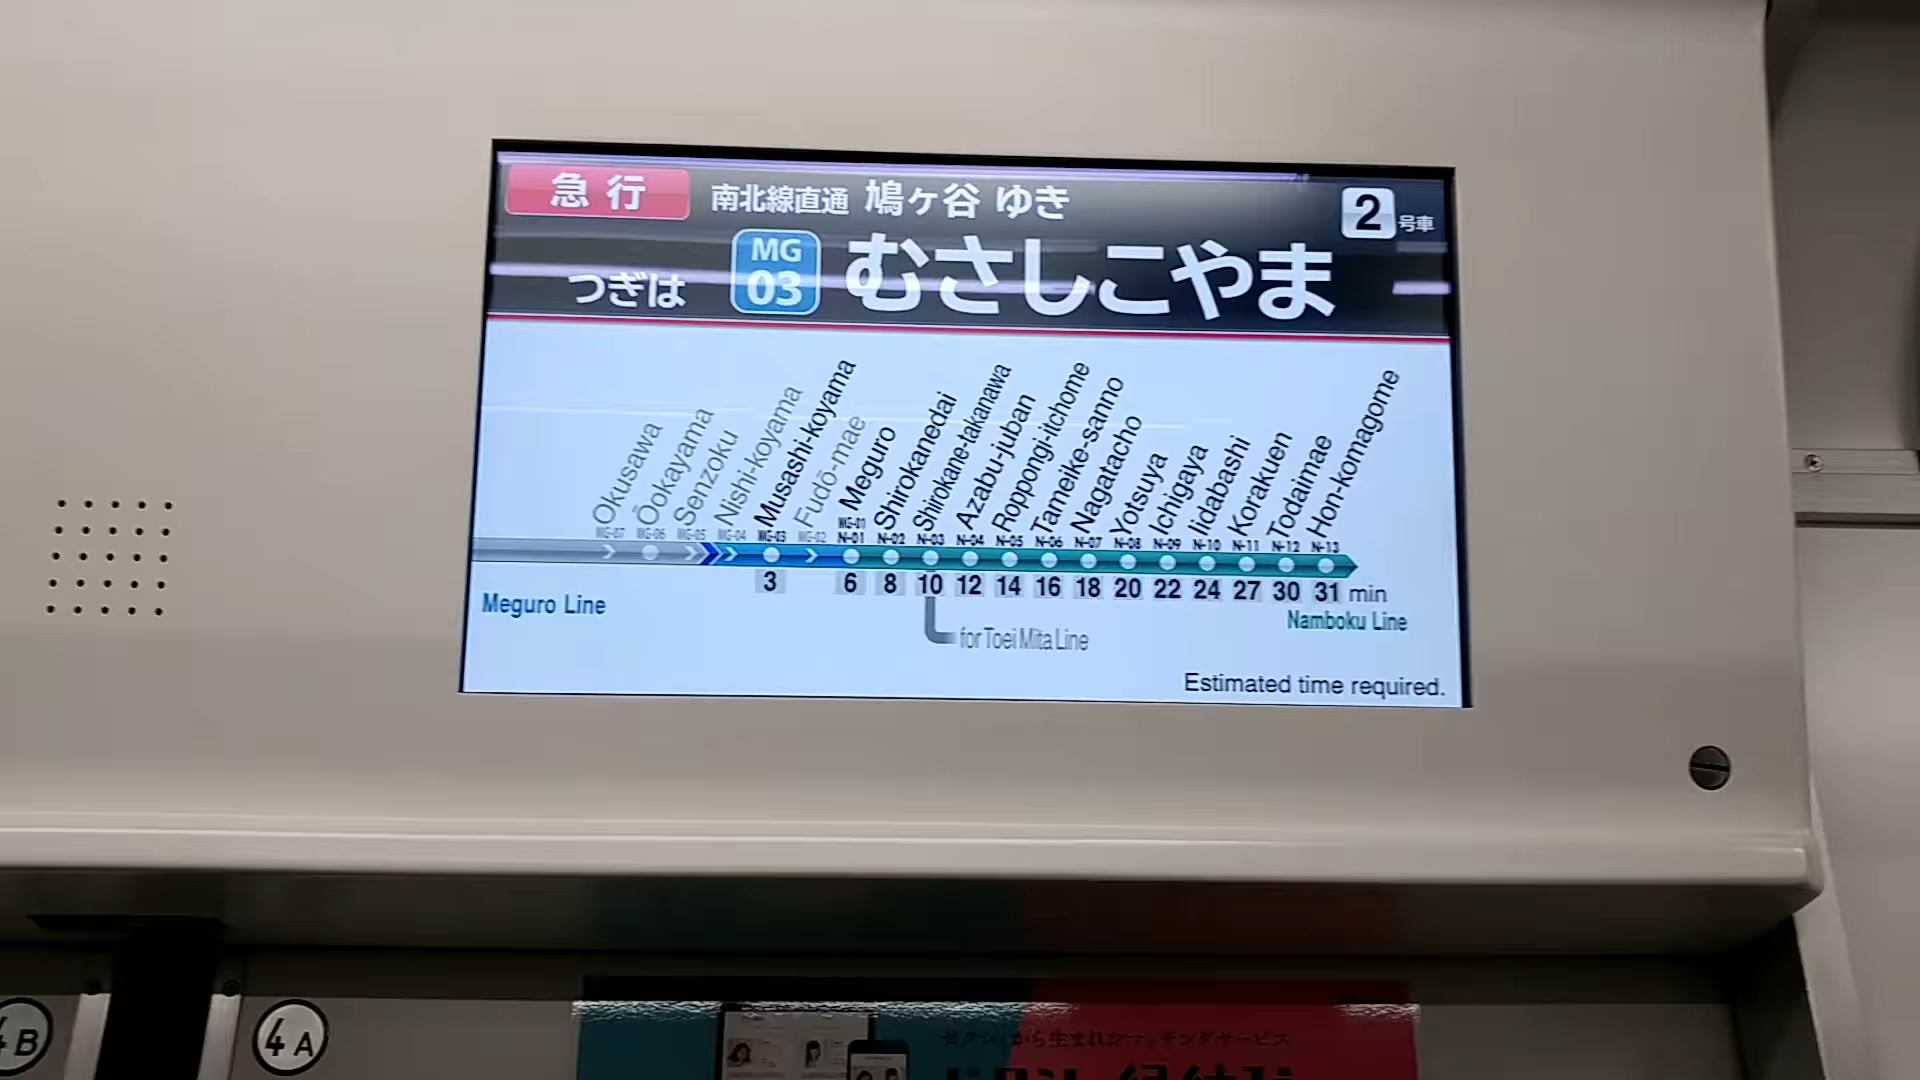 急行 南北線直通 鳩ヶ谷 ゆき 2号車
つぎは MG 03 むさしこやま
Okusawa Ōokayama Senzoku Nishi-koyama Musashi-koyama Fudō-mae Meguro Shirokanedai Shirokane-takanawa Azabu-juban Roppongi-itchome Tameike-sanno Nagatacho Yotsuya Ichigaya Iidabashi Korakuen Todaimae Hon-komagome
MG-01
MG-07 MG-06 MG-05 MG-04 MG-03 MG-02 N-01 N-02 N-03 N-04 N-05 N-06 N-07 N-08 N-09 N-10 N-11 N-12 N-13
3 6 8 10 12 14 16 18 20 22 24 27 30 31 min
Meguro Line Namboku Line
for Toei Mita Line
Estimated time required.
4B 4A